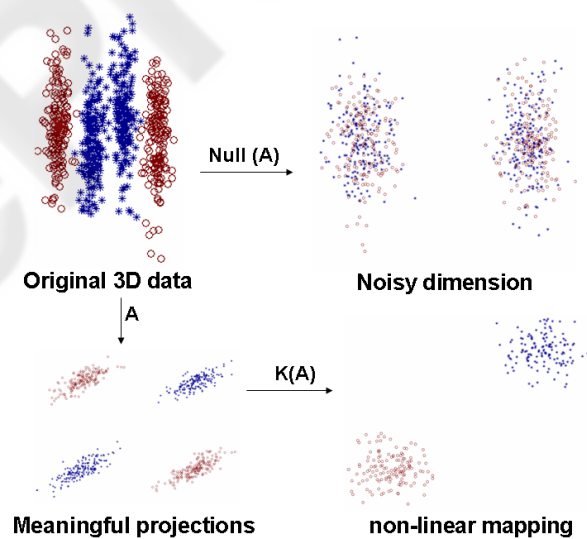 Null (A)
Original 3D data
Noisy dimension
A
K(A)
Meaningful projections
non-linear mapping